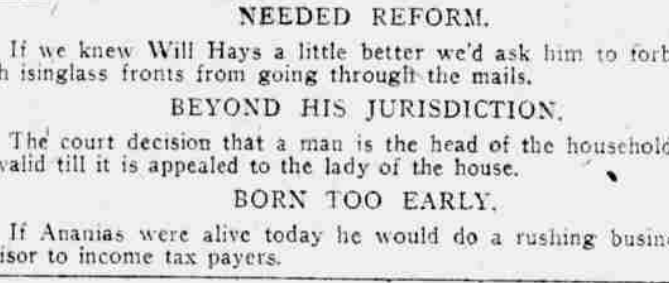 NEEDED REFORM.
If we knew Will Hays a little better we'd ask him to forb
h isinglass fronts from going through the mails.
BEYOND HIS JURISDICTION.
The court decision that a man is the head of the household
valid till it is appealed to the lady of the house.
BORN TOO EARLY.
If Ananias were alive today he would do a rushing busin
isor to income tax payers.